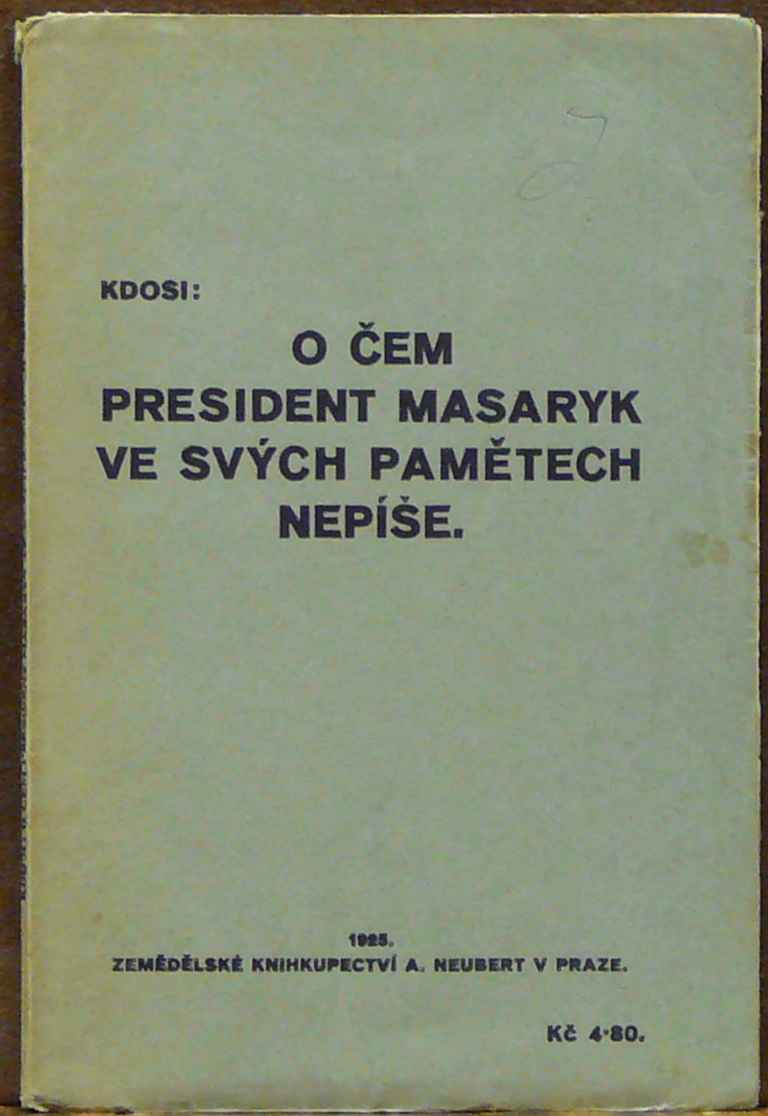 KDOSI:
O ČEM
PRESIDENT MASARYK
VE SVÝCH PAMĚTECH
NEPÍŠE.
1925.
ZEMĚDĚLSKÉ KNIHKUPECTVÍ A. NEUBERT V PRAZE.
Kč 4·80.